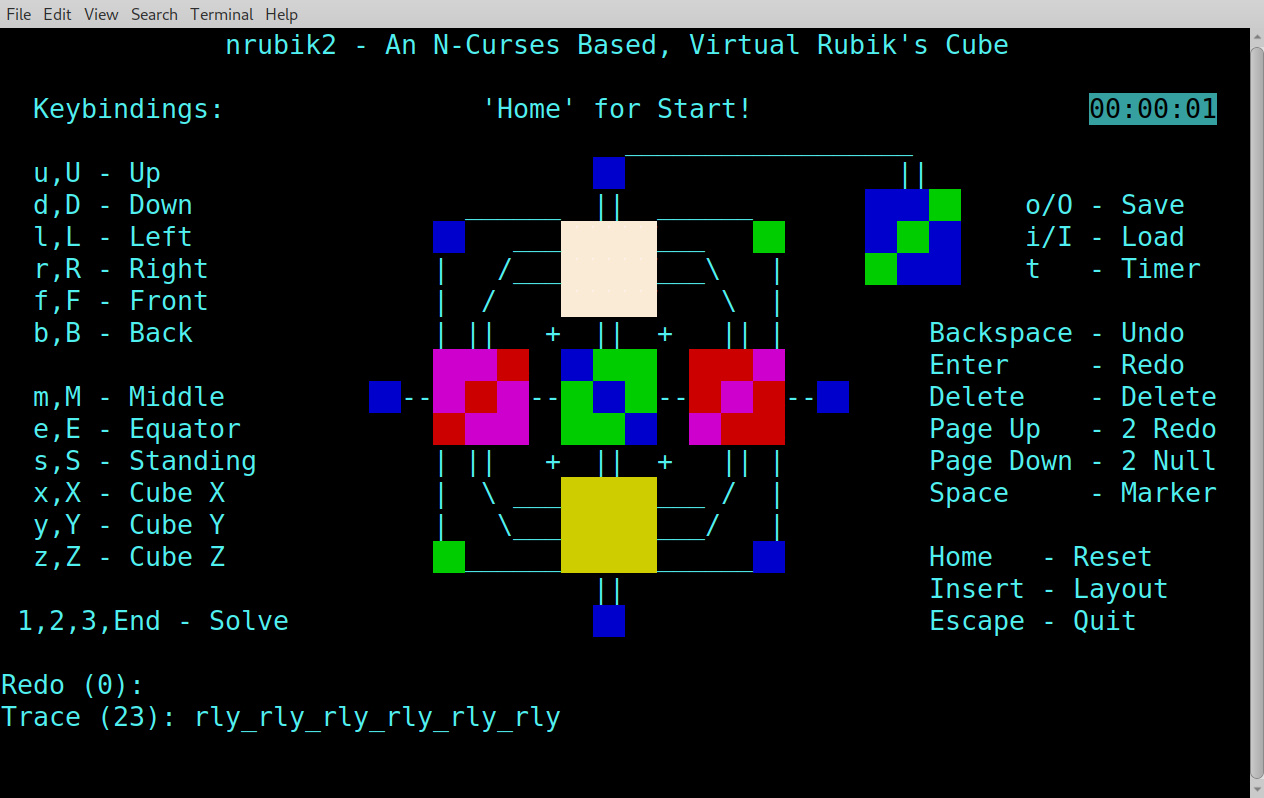 File Edit View Search Terminal Help
nrubik2 - An N-Curses Based, Virtual Rubik's Cube
Keybindings: 'Home' for Start! 00:00:01
u,U - Up
d,D - Down o/O - Save
l,L - Left i/I - Load
r,R - Right t - Timer
f,F - Front
b,B - Back Backspace - Undo
Enter - Redo
m,M - Middle Delete - Delete
e,E - Equator Page Up - 2 Redo
s,S - Standing Page Down - 2 Null
x,X - Cube X Space - Marker
y,Y - Cube Y
z,Z - Cube Z Home - Reset
Insert - Layout
1,2,3,End - Solve Escape - Quit
Redo (0):
Trace (23): rly_rly_rly_rly_rly_rly